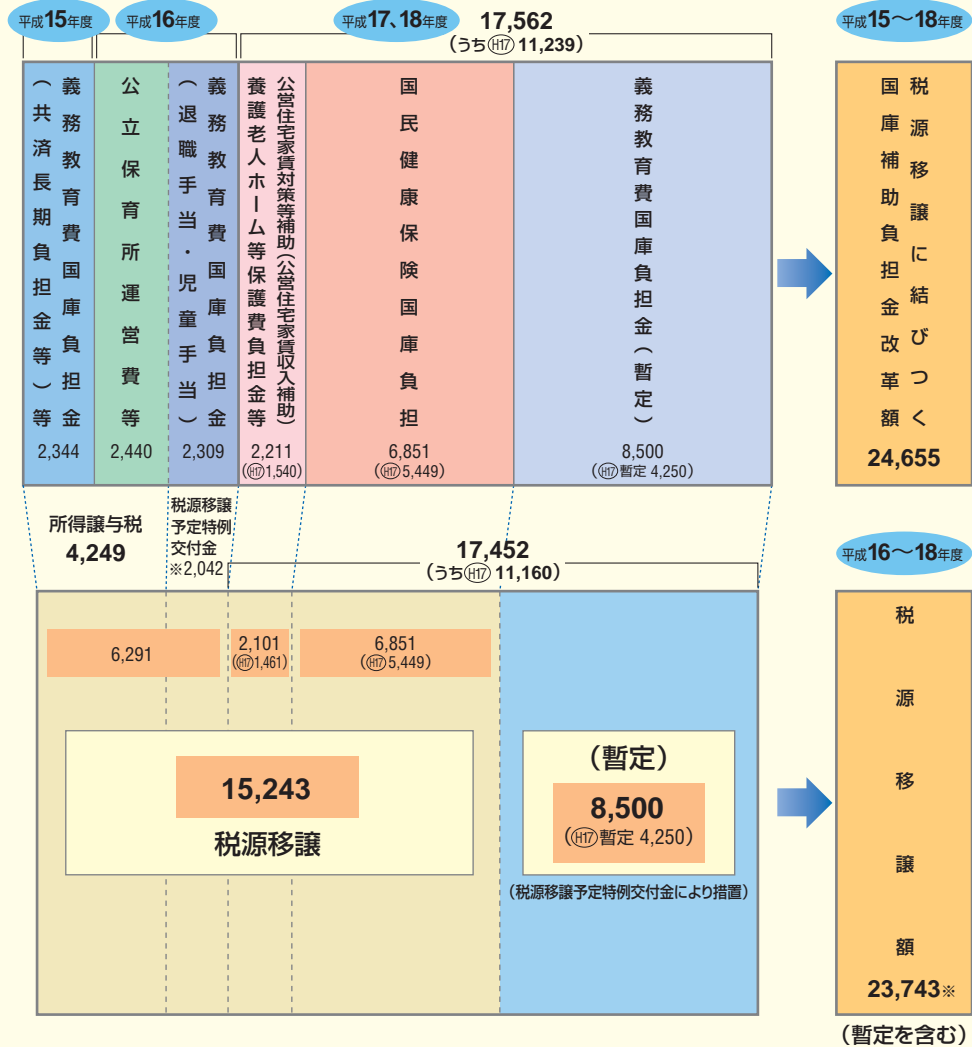 平成15年度
平成16年度
平成17、18年度
17,562
(うちH17 11,239)
平成15〜18年度
義務教育費国庫負担金
(共済長期負担金等)等
2,344
公立保育所運営費等
2,440
義務教育費国庫負担金
(退職手当・児童手当)
2,309
公営住宅家賃対策等補助(公営住宅家賃収入補助)
養護老人ホーム等保護費負担金等
2,211
(H17 1,540)
国民健康保険国庫負担
6,851
(H17 5,449)
義務教育費国庫負担金(暫定)
8,500
(H17 暫定 4,250)
税源移譲に結びつく
国庫補助負担金改革額
24,655
所得譲与税
4,249
税源移譲
予定特例
交付金
※2,042
17,452
(うちH17 11,160)
平成16〜18年度
6,291
2,101
(H17 1,461)
6,851
(H17 5,449)
15,243
税源移譲
(暫定)
8,500
(H17 暫定 4,250)
(税源移譲予定特例交付金により措置)
税源移譲額
23,743※
(暫定を含む)